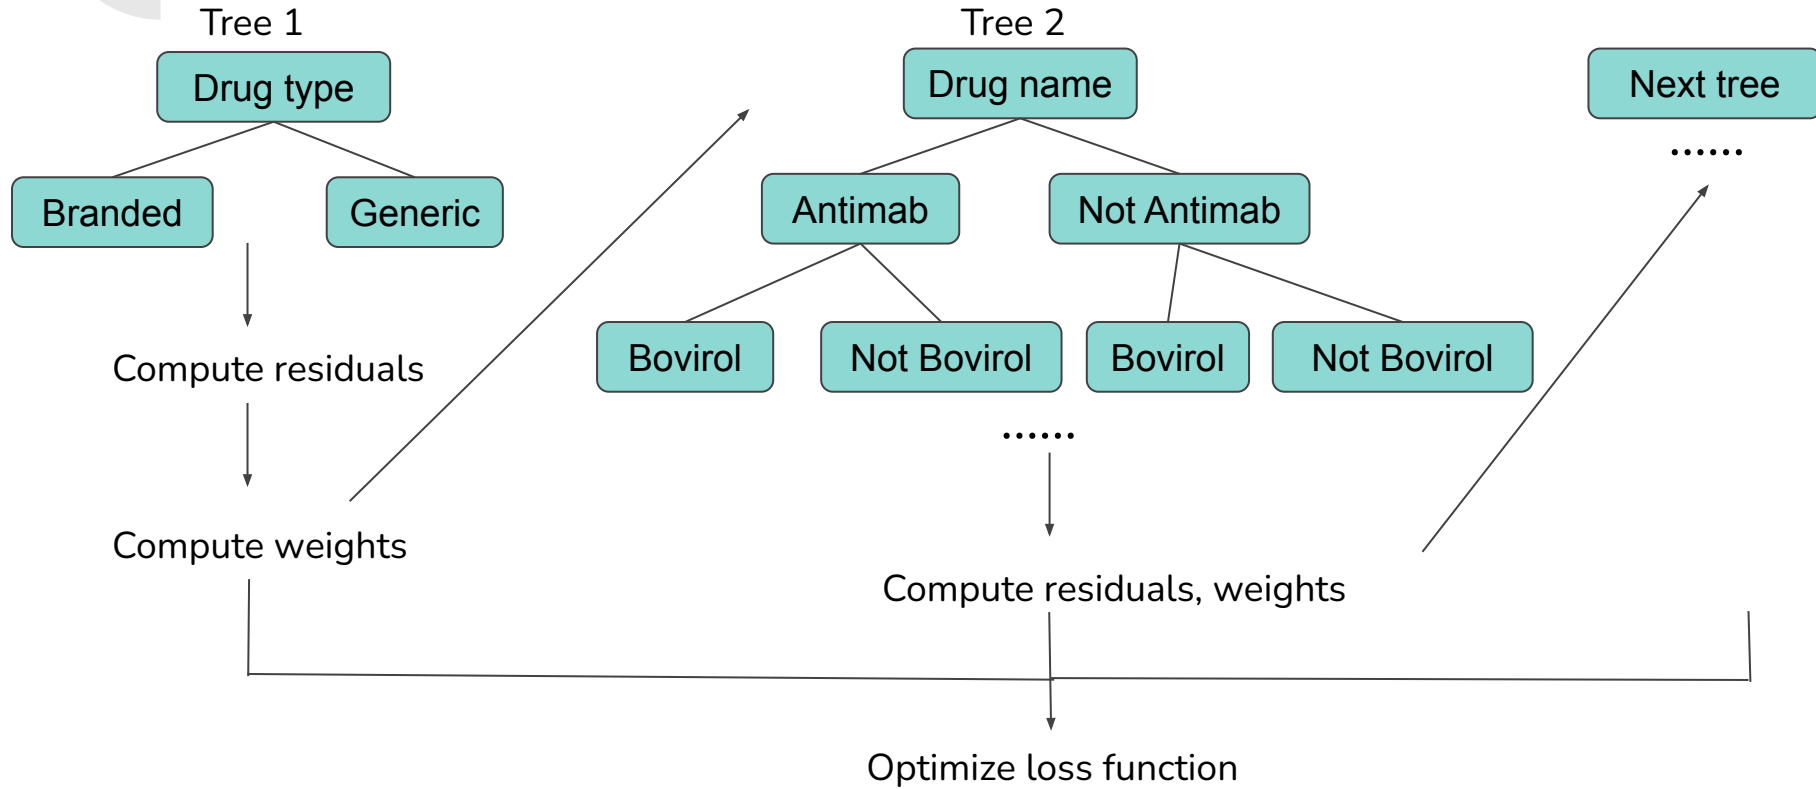 Tree 1
Tree 2
Drug type
Drug name
Next tree
......
Branded
Generic
Antimab
Not Antimab
Bovirol
Not Bovirol
Bovirol
Not Bovirol
......
Compute residuals
Compute weights
Compute residuals, weights
Optimize loss function